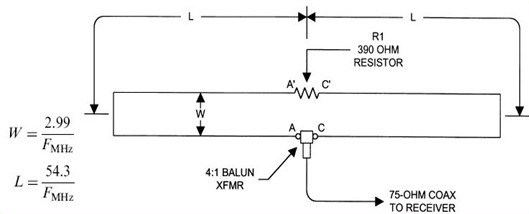 L
L
R1
390 OHM
RESISTOR
A' C'
W
A C
W = 2.99 / F_MHz
L = 54.3 / F_MHz
4:1 BALUN
XFMR
75-OHM COAX
TO RECEIVER